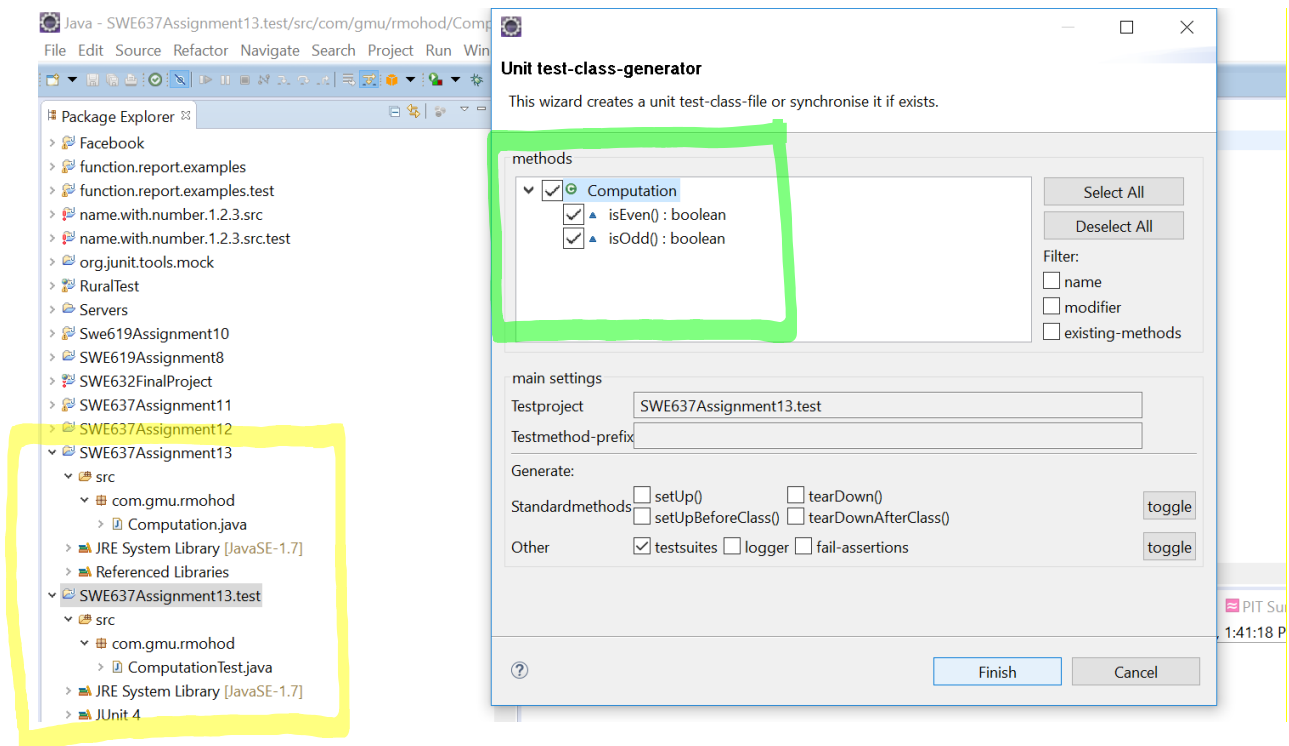 Java - SWE637Assignment13.test/src/com/gmu/rmohod/Comp
File Edit Source Refactor Navigate Search Project Run Win
Package Explorer
Facebook
function.report.examples
function.report.examples.test
name.with.number.1.2.3.src
name.with.number.1.2.3.src.test
org.junit.tools.mock
RuralTest
Servers
Swe619Assignment10
SWE619Assignment8
SWE632FinalProject
SWE637Assignment11
SWE637Assignment12
SWE637Assignment13
src
com.gmu.rmohod
Computation.java
JRE System Library [JavaSE-1.7]
Referenced Libraries
SWE637Assignment13.test
src
com.gmu.rmohod
ComputationTest.java
JRE System Library [JavaSE-1.7]
JUnit 4
Unit test-class-generator
This wizard creates a unit test-class-file or synchronise it if exists.
methods
Computation
isEven() : boolean
isOdd() : boolean
Select All
Deselect All
Filter:
name
modifier
existing-methods
main settings
Testproject SWE637Assignment13.test
Testmethod-prefix
Generate:
Standardmethods setUp() tearDown()
setUpBeforeClass() tearDownAfterClass()
toggle
Other testsuites logger fail-assertions toggle
Finish Cancel
PIT Su
, 1:41:18 P